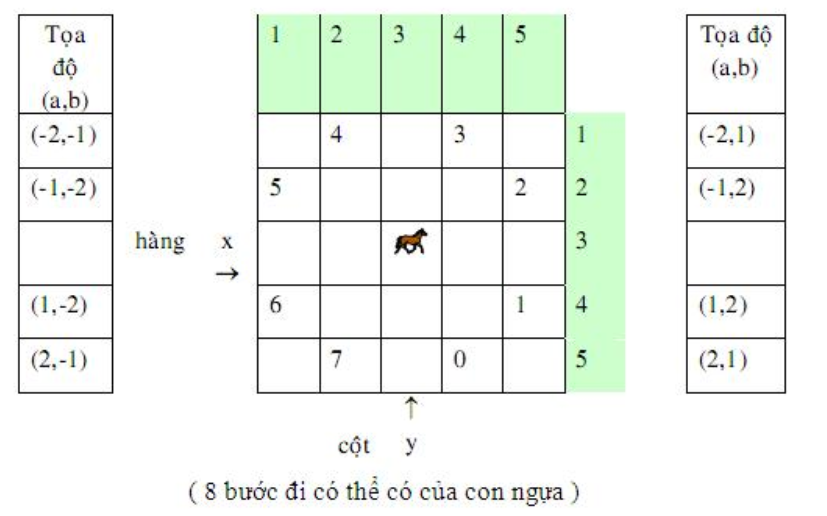 Tọa
độ
(a,b)
1 2 3 4 5
Tọa độ
(a,b)
(-2,-1) 4 3 1 (-2,1)
(-1,-2) 5 2 2 (-1,2)
hằng x 3
→
(1,-2) 6 1 4 (1,2)
(2,-1) 7 0 5 (2,1)
↑
cột y
( 8 bước đi có thể có của con ngựa )